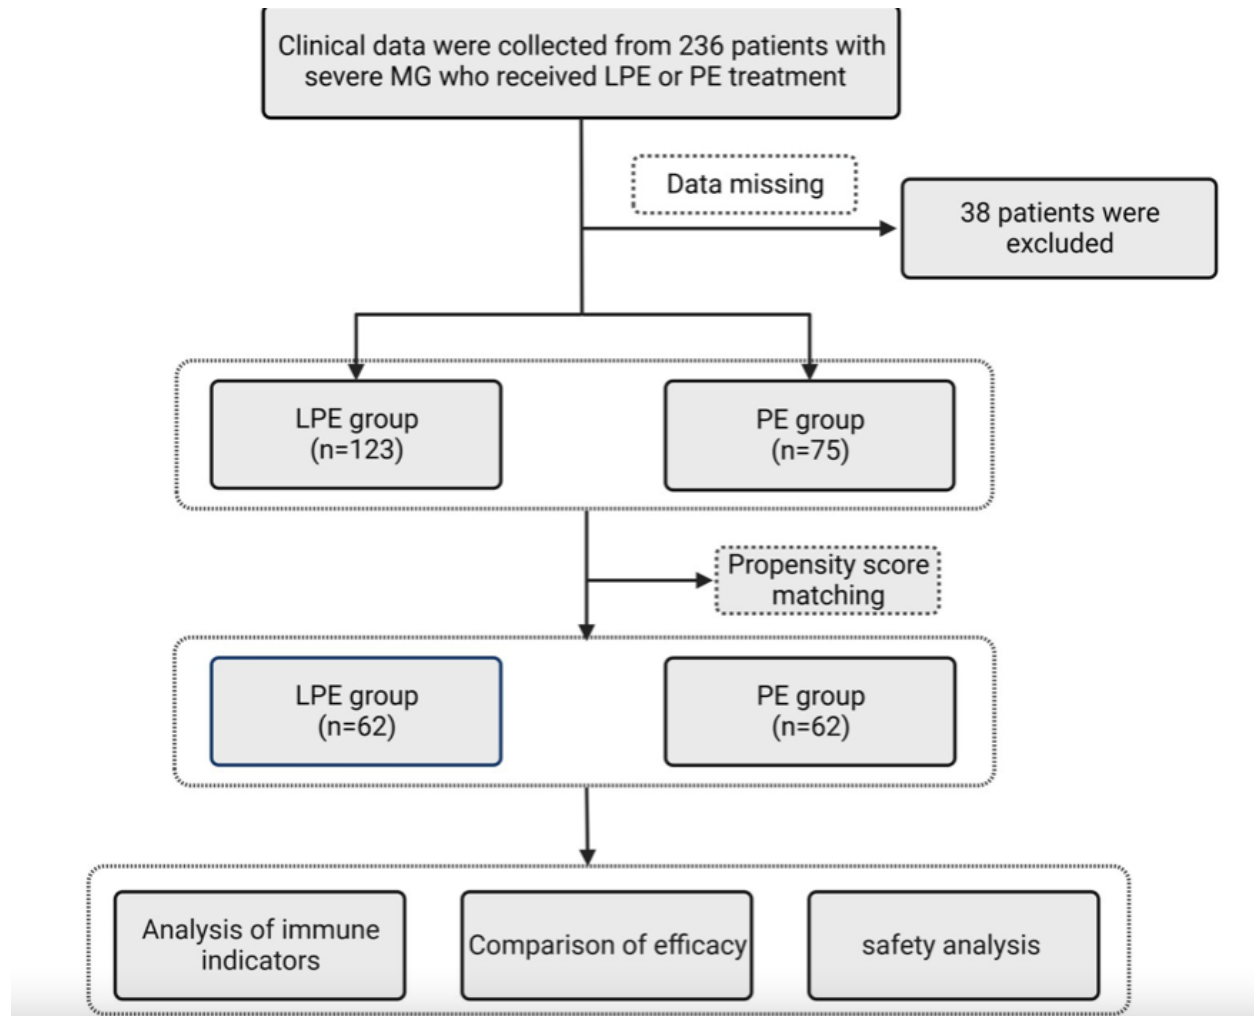 Clinical data were collected from 236 patients with
severe MG who received LPE or PE treatment
Data missing
38 patients were
excluded
LPE group
(n=123)
PE group
(n=75)
Propensity score
matching
LPE group
(n=62)
PE group
(n=62)
Analysis of immune
indicators
Comparison of efficacy
safety analysis